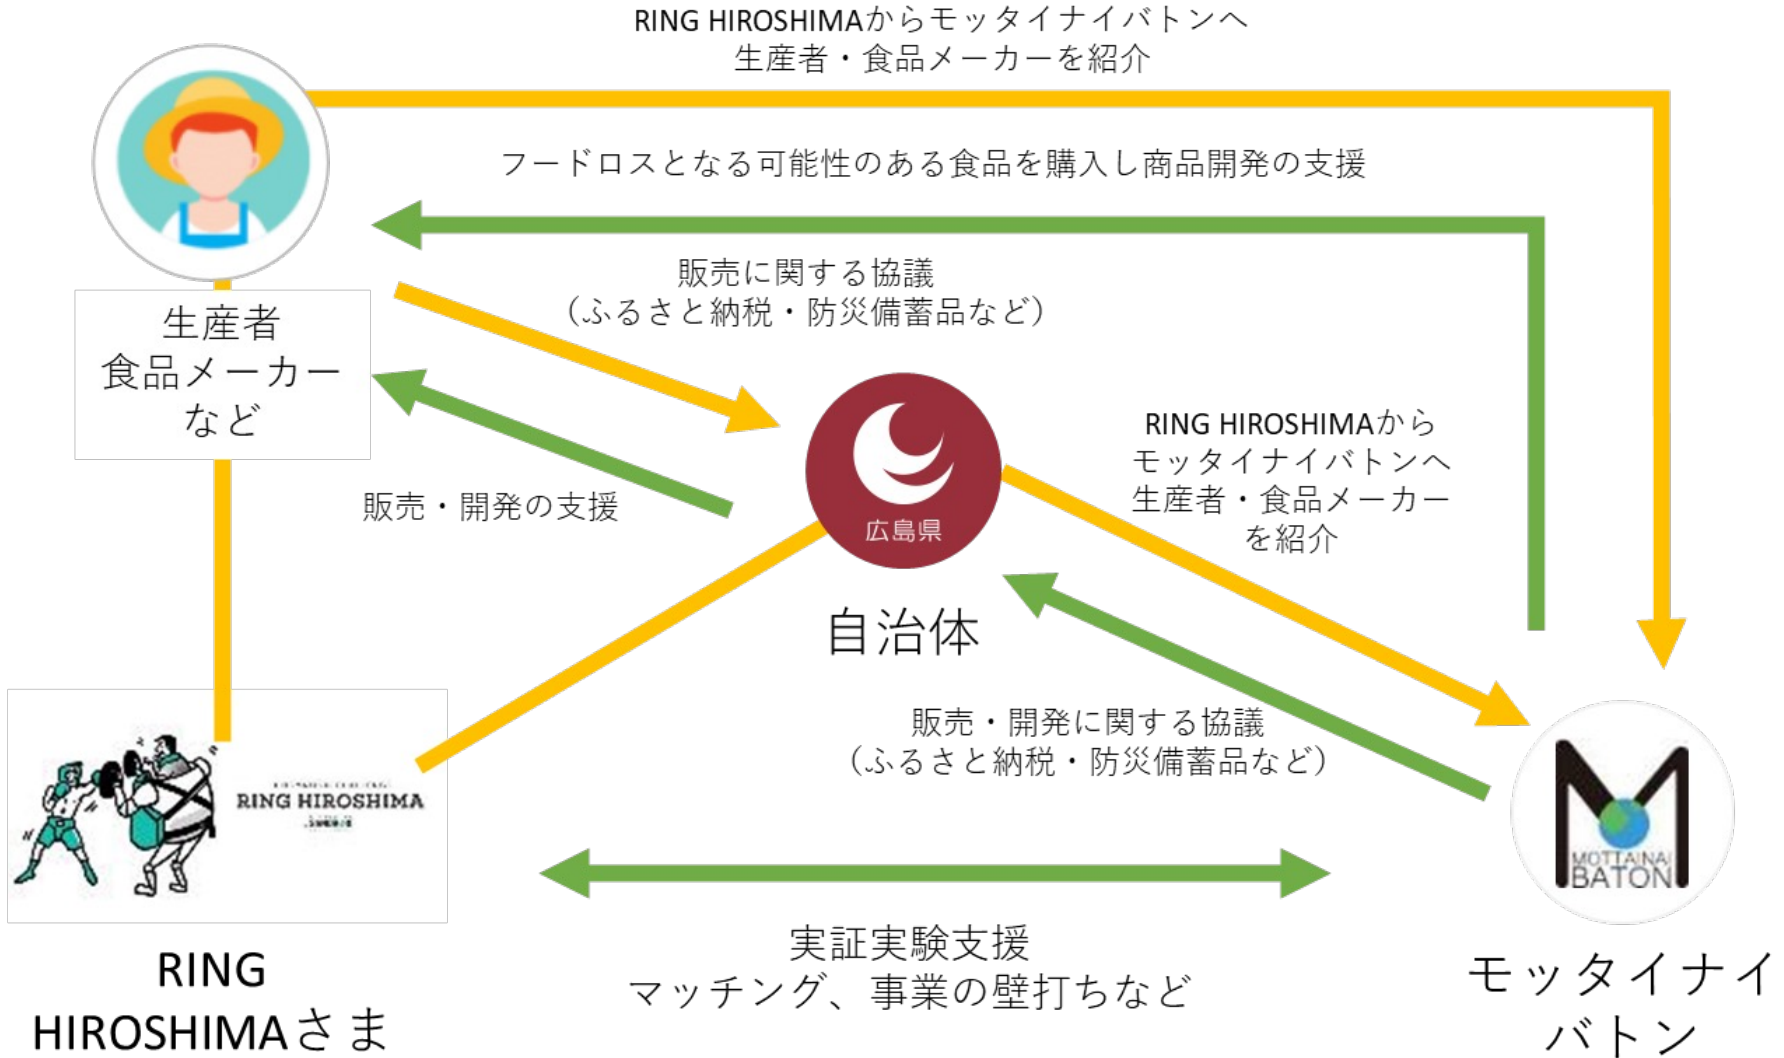 RING HIROSHIMAからモッタイナイバトンへ
生産者・食品メーカーを紹介
フードロスとなる可能性のある食品を購入し商品開発の支援
販売に関する協議
（ふるさと納税・防災備蓄品など）
生産者
食品メーカー
など
販売・開発の支援
広島県
自治体
RING HIROSHIMAから
モッタイナイバトンへ
生産者・食品メーカー
を紹介
販売・開発に関する協議
（ふるさと納税・防災備蓄品など）
RING HIROSHIMA
MOTTAINAI
BATON
実証実験支援
マッチング、事業の壁打ちなど
RING
HIROSHIMAさま
モッタイナイ
バトン